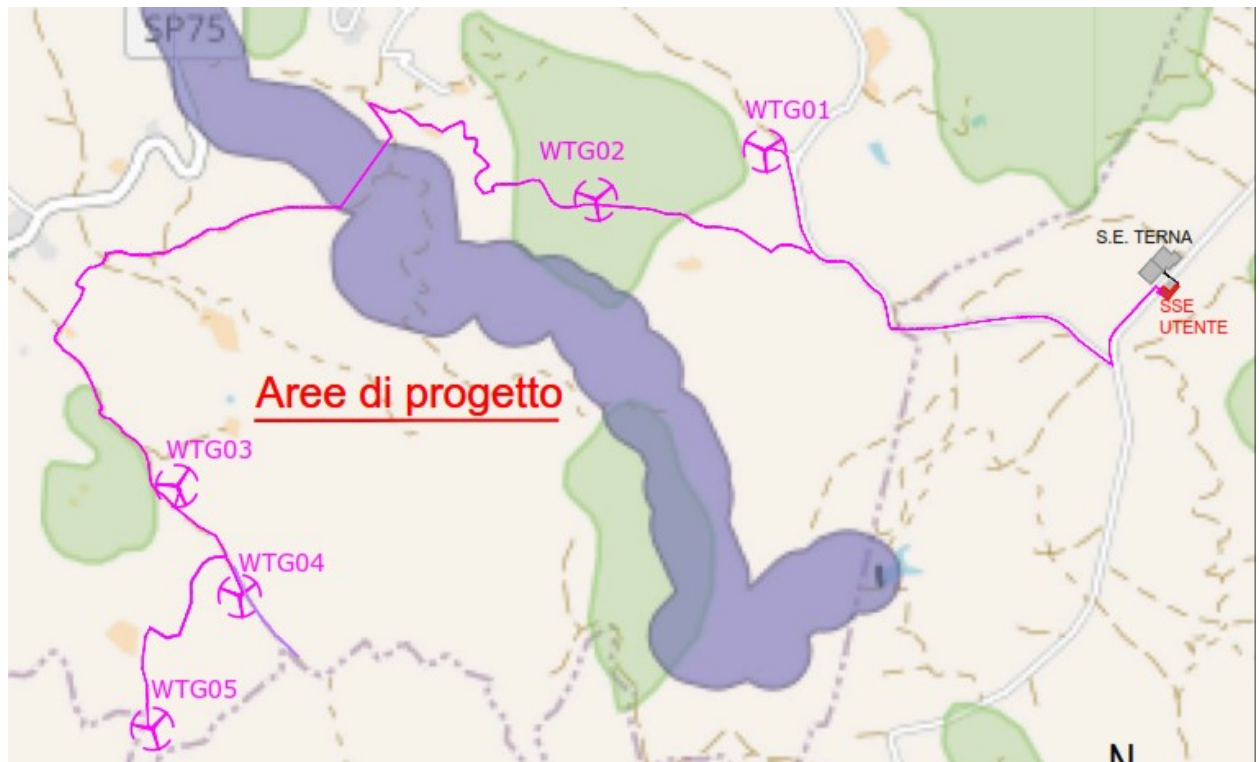 SP75
WTG01
WTG02
S.E. TERNA
SSE
UTENTE
Aree di progetto
WTG03
WTG04
WTG05
N